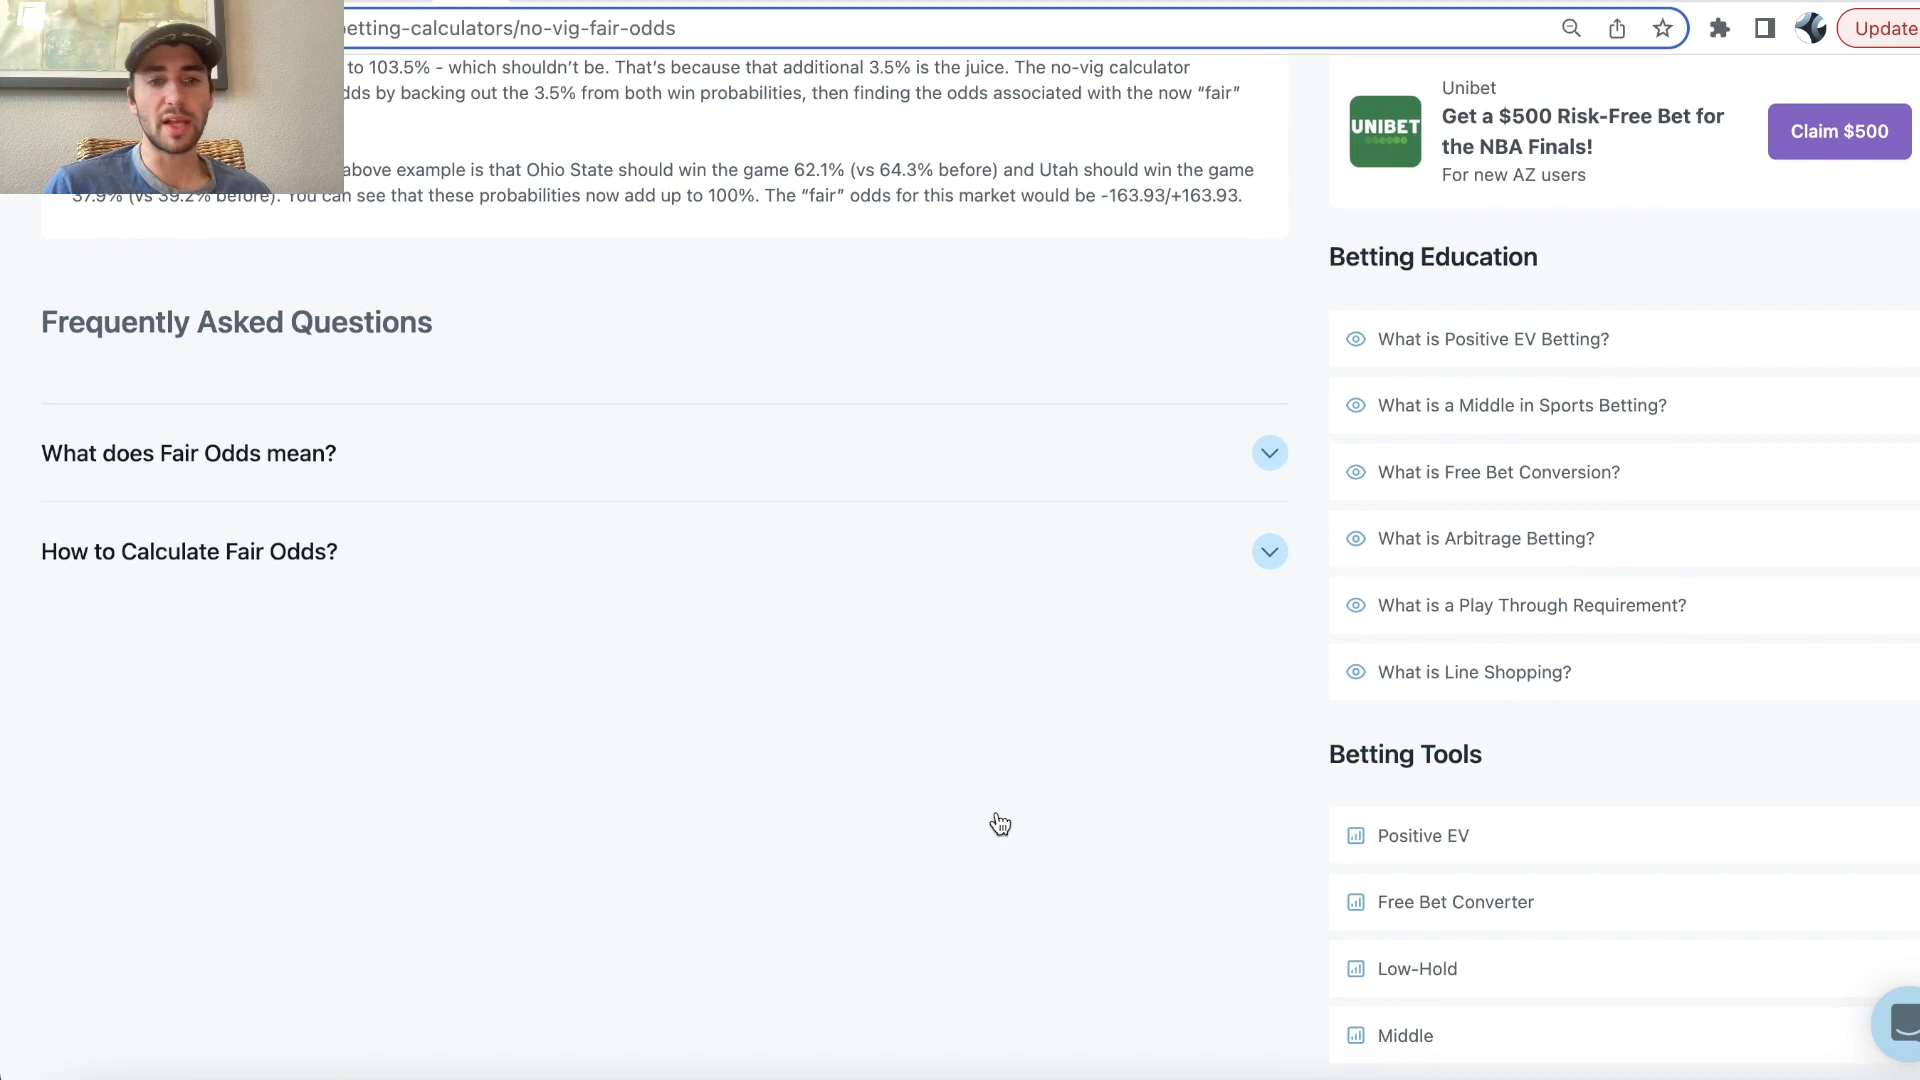 etting-calculators/no-vig-fair-odds
Update
to 103.5% - which shouldn't be. That's because that additional 3.5% is the juice. The no-vig calculator
dds by backing out the 3.5% from both win probabilities, then finding the odds associated with the now “fair”
above example is that Ohio State should win the game 62.1% (vs 64.3% before) and Utah should win the game
37.9% (vs 39.2% before). You can see that these probabilities now add up to 100%. The “fair” odds for this market would be -163.93/+163.93.
Frequently Asked Questions
What does Fair Odds mean?
How to Calculate Fair Odds?
UNIBET
Unibet
Get a $500 Risk-Free Bet for
the NBA Finals!
For new AZ users
Claim $500
Betting Education
What is Positive EV Betting?
What is a Middle in Sports Betting?
What is Free Bet Conversion?
What is Arbitrage Betting?
What is a Play Through Requirement?
What is Line Shopping?
Betting Tools
Positive EV
Free Bet Converter
Low-Hold
Middle